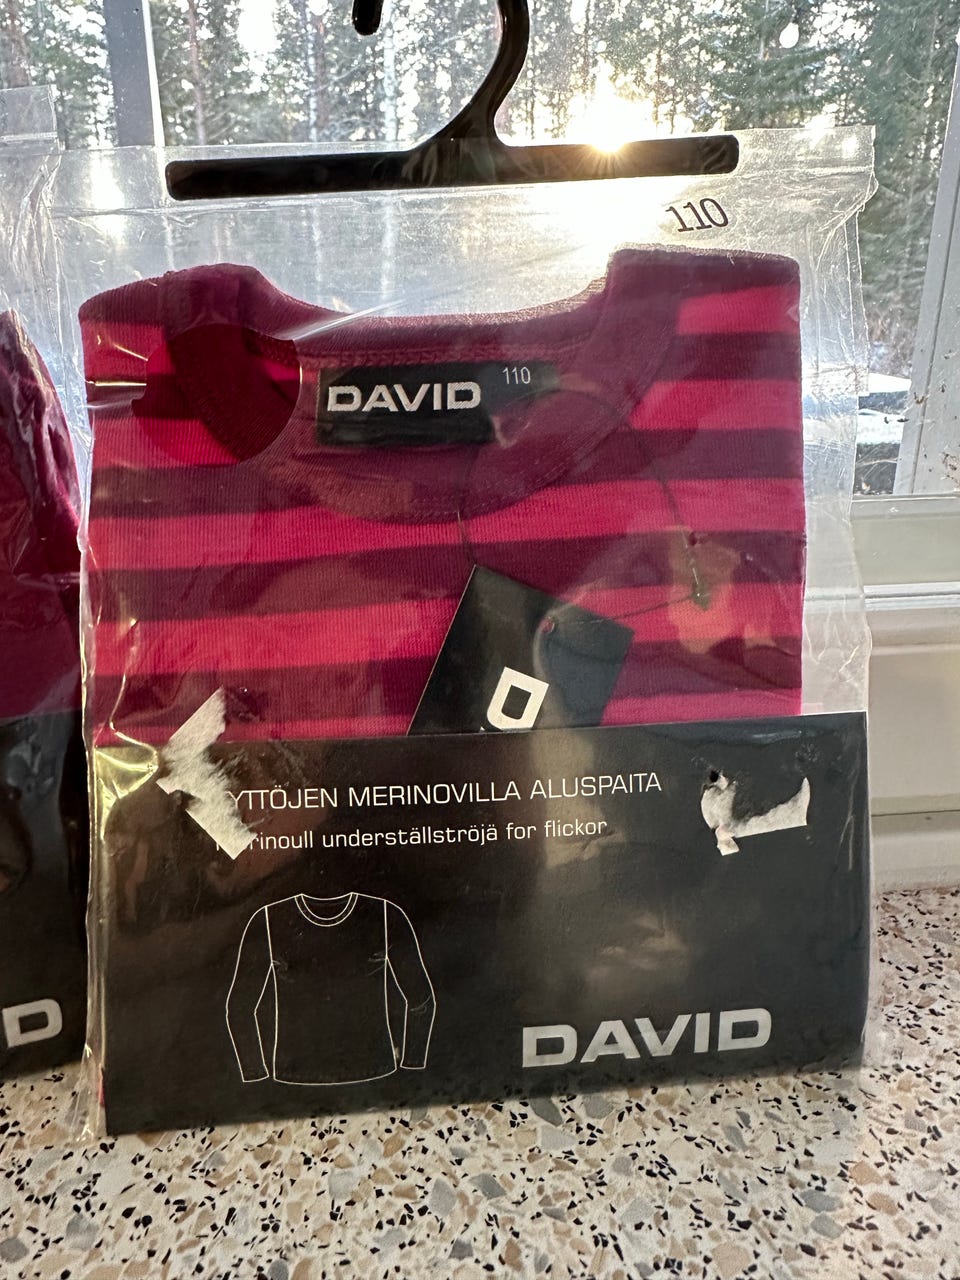 110
DAVID 110
D
YTTÖJEN MERINOVILLA ALUSPAITA
rinoull underställströjä for flickor
D
DAVID